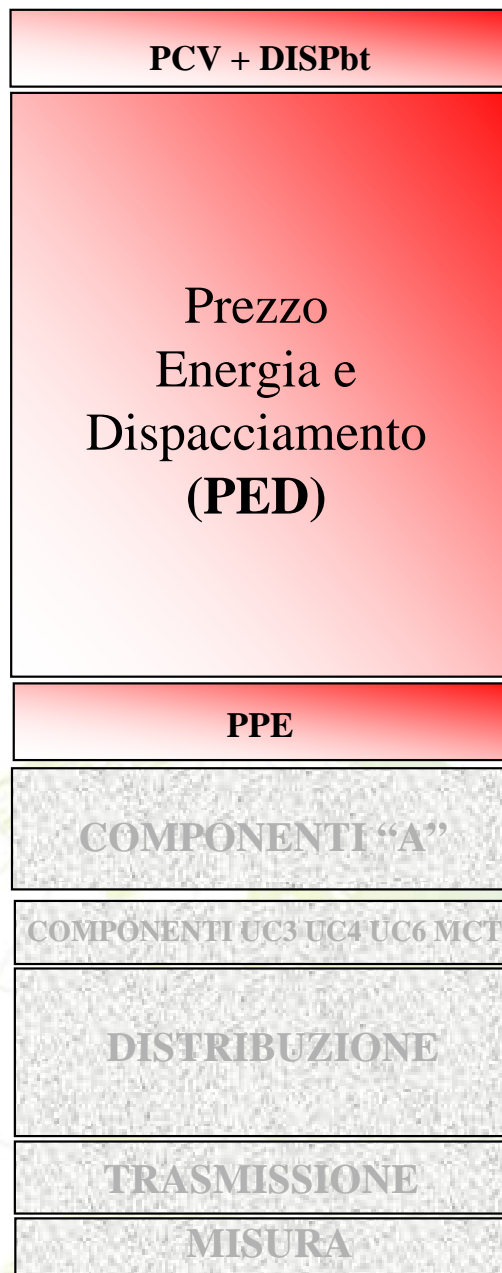 PCV + DISPbt
Prezzo
Energia e
Dispacciamento
(PED)
PPE
COMPONENTI “A”
COMPONENTI UC3 UC4 UC6 MCT
DISTRIBUZIONE
TRASMISSIONE
MISURA